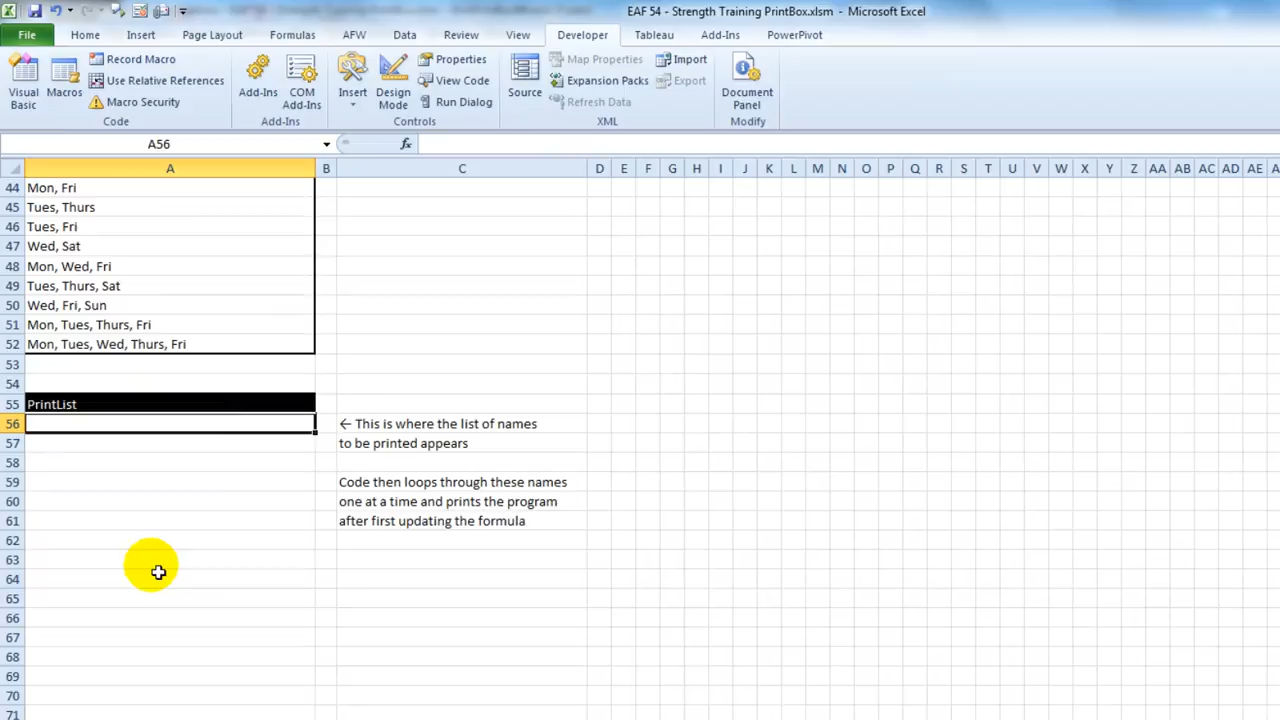 EAF 54 - Strength Training PrintBox.xlsm - Microsoft Excel
File Home Insert Page Layout Formulas AFW Data Review View Developer Tableau Add-Ins PowerPivot
Record Macro Properties Map Properties Import
Use Relative References View Code Expansion Packs Export
Visual Basic Macros Macro Security Add-Ins COM Add-Ins Insert Design Mode Run Dialog Source Refresh Data Document Panel
Code Add-Ins Controls XML Modify
A56 fx
A B C D E F G H I J K L M N O P Q R S T U V W X Y Z AA AB AC AD AE A
44 Mon, Fri
45 Tues, Thurs
46 Tues, Fri
47 Wed, Sat
48 Mon, Wed, Fri
49 Tues, Thurs, Sat
50 Wed, Fri, Sun
51 Mon, Tues, Thurs, Fri
52 Mon, Tues, Wed, Thurs, Fri
53
54
55 PrintList
56 ← This is where the list of names
57 to be printed appears
58
59 Code then loops through these names
60 one at a time and prints the program
61 after first updating the formula
62
63
64
65
66
67
68
69
70
71